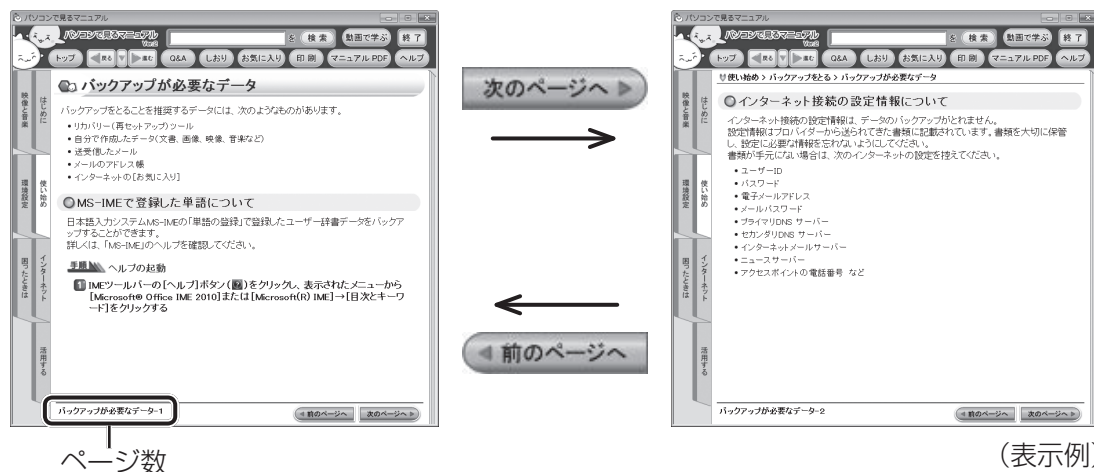 パソコンで見るマニュアル
パソコンで見るマニュアル
Ver.2
を 検索 動画で学ぶ 終了
トップ 戻る 進む Q&A しおり お気に入り 印刷 マニュアル PDF ヘルプ
映像と音楽
環境設定
困ったときは
はじめに
使い始め
インターネット
活用する
バックアップが必要なデータ
バックアップをとることを推奨するデータには、次のようなものがあります。
• リカバリー(再セットアップ)ツール
• 自分で作成したデータ(文書、画像、映像、音楽など)
• 送受信したメール
• メールのアドレス帳
• インターネットの[お気に入り]
MS-IMEで登録した単語について
日本語入力システムMS-IMEの「単語の登録」で登録したユーザー辞書データをバックア
ップすることができます。
詳しくは、「MS-IME」のヘルプを確認してください。
手順 ヘルプの起動
1 IMEツールバーの[ヘルプ]ボタン(?)をクリックし、表示されたメニューから
[Microsoft® Office IME 2010]または[Microsoft(R) IME]→[目次とキーワ
ード]をクリックする
バックアップが必要なデータ-1
前のページへ 次のページへ
ページ数
次のページへ
前のページへ
パソコンで見るマニュアル
パソコンで見るマニュアル
Ver.2
を 検索 動画で学ぶ 終了
トップ 戻る 進む Q&A しおり お気に入り 印刷 マニュアル PDF ヘルプ
映像と音楽
環境設定
困ったときは
はじめに
使い始め
インターネット
活用する
使い始め > バックアップをとる > バックアップが必要なデータ
インターネット接続の設定情報について
インターネット接続の設定情報は、データのバックアップがとれません。
設定情報はプロバイダーから送られてきた書類に記載されています。書類を大切に保管
し、設定に必要な情報を忘れないようにしてください。
書類が手元にない場合は、次のインターネットの設定を控えてください。
• ユーザーID
• パスワード
• 電子メールアドレス
• メールパスワード
• プライマリDNS サーバー
• セカンダリDNS サーバー
• インターネットメールサーバー
• ニュースサーバー
• アクセスポイントの電話番号 など
バックアップが必要なデータ-2
前のページへ 次のページへ
(表示例)